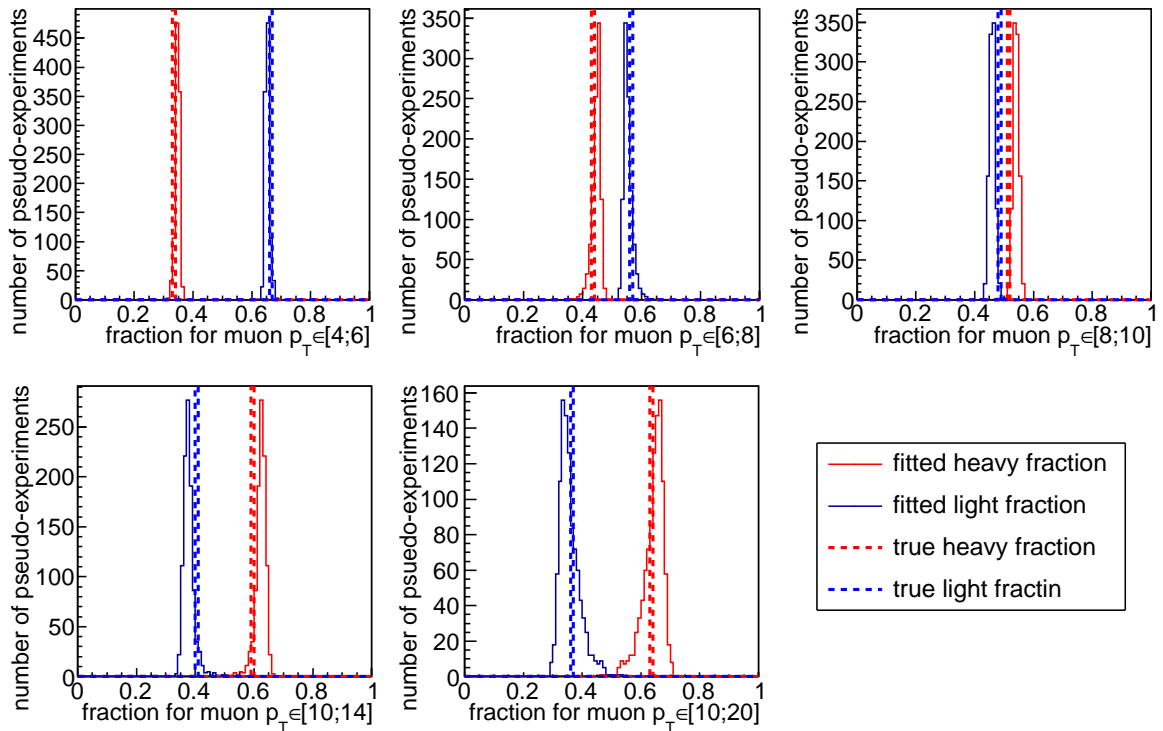 number of pseudo-experiments
450
400
350
300
250
200
150
100
50
0
0 0.2 0.4 0.6 0.8 1
fraction for muon p_T∈[4;6]
number of pseudo-experiments
350
300
250
200
150
100
50
0
0 0.2 0.4 0.6 0.8 1
fraction for muon p_T∈[6;8]
number of pseudo-experiments
350
300
250
200
150
100
50
0
0 0.2 0.4 0.6 0.8 1
fraction for muon p_T∈[8;10]
number of pseudo-experiments
250
200
150
100
50
0
0 0.2 0.4 0.6 0.8 1
fraction for muon p_T∈[10;14]
number of psuedo-experiments
160
140
120
100
80
60
40
20
0
0 0.2 0.4 0.6 0.8 1
fraction for muon p_T∈[10;20]
fitted heavy fraction
fitted light fraction
true heavy fraction
true light fractin